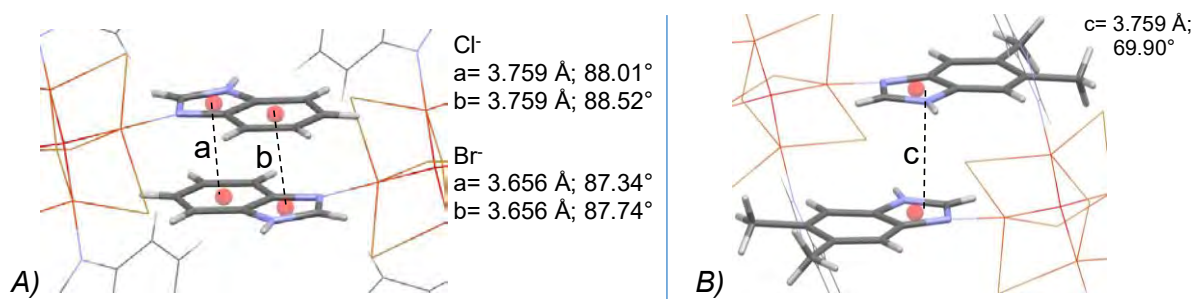 Cl-
a= 3.759 Å; 88.01°
b= 3.759 Å; 88.52°
a
b
Br-
a= 3.656 Å; 87.34°
b= 3.656 Å; 87.74°
A)
c= 3.759 Å;
69.90°
c
B)